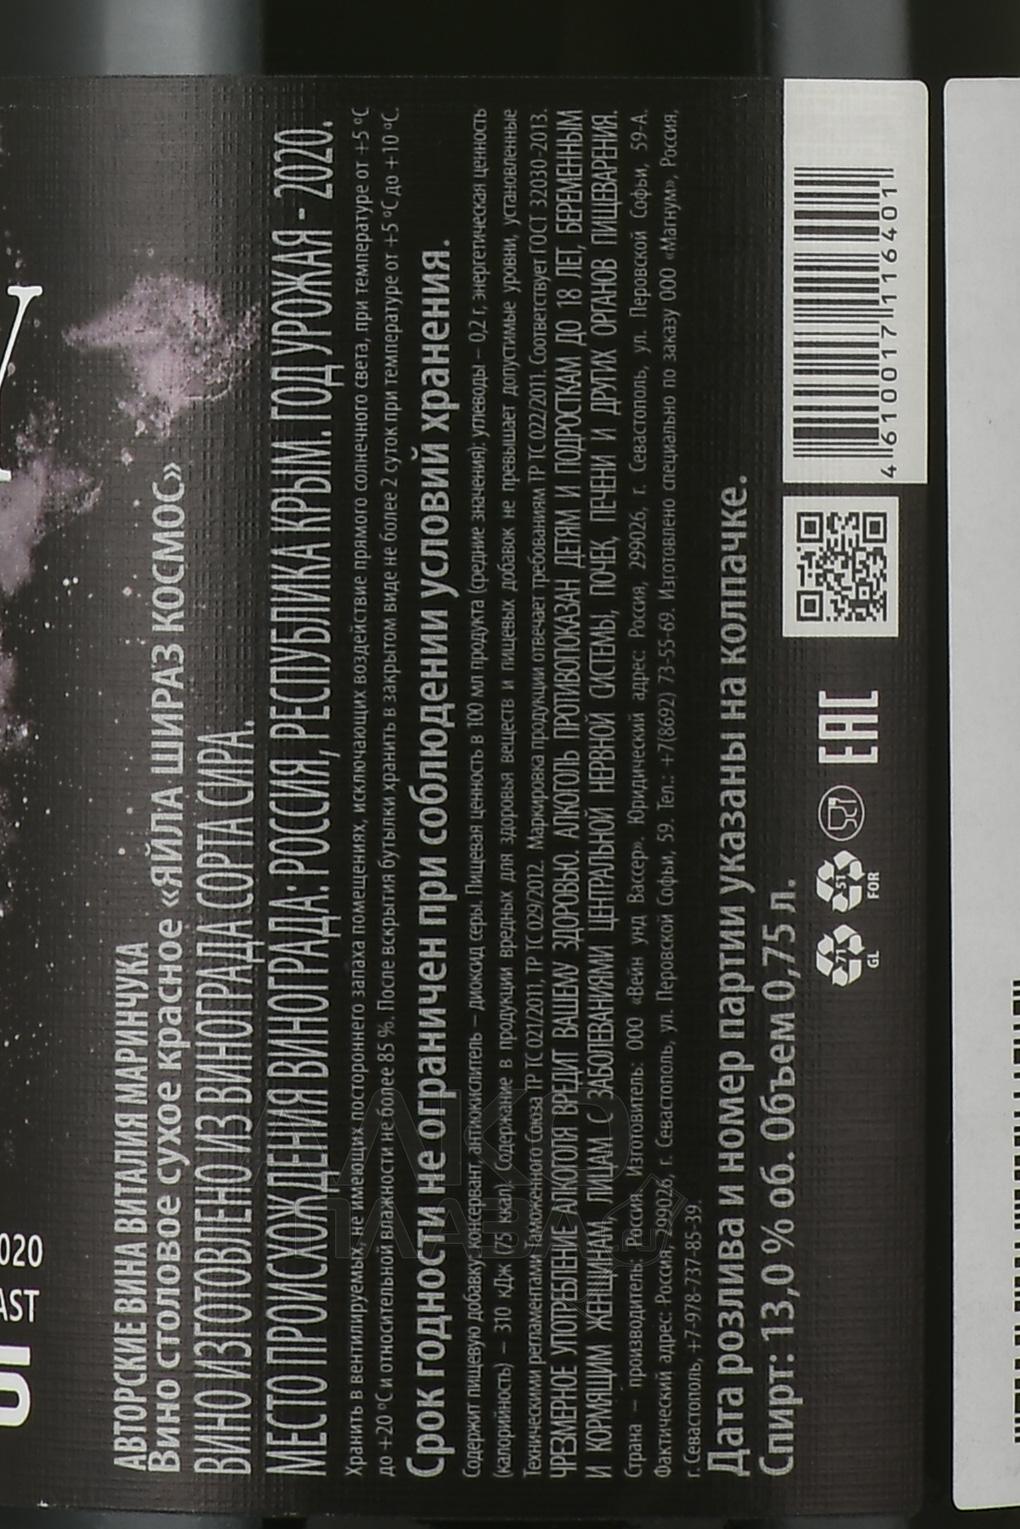 020
AST
АВТОРСКИЕ ВИНА ВИТАЛИЯ МАРИНЧУКА
Вино столовое сухое красное «ЯЙЛА ШИРАЗ КОСМОС»
ВИНО ИЗГОТОВЛЕНО ИЗ ВИНОГРАДА СОРТА СИРА.
МЕСТО ПРОИСХОЖДЕНИЯ ВИНОГРАДА: РОССИЯ, РЕСПУБЛИКА КРЫМ. ГОД УРОЖАЯ - 2020.
Хранить в вентилируемых, не имеющих постороннего запаха помещениях, исключающих воздействие прямого солнечного света, при температуре от +5 °С
до +20 °С и относительной влажности не более 85 %. После вскрытия бутылки хранить в закрытом виде не более 2 суток при температуре от +5 °С до +10 °С.
Срок годности не ограничен при соблюдении условий хранения.
Содержит пищевую добавку: консервант, антиокислитель – диоксид серы. Пищевая ценность в 100 мл продукта (средние значения): углеводы – 0,2 г, энергетическая ценность
(калорийность) – 310 кДж (75 ккал). Содержание в продукции вредных для здоровья веществ и пищевых добавок не превышает допустимые уровни, установленные
Техническими регламентами Таможенного Союза ТР ТС 021/2011, ТР ТС 029/2012. Маркировка продукции отвечает требованиям ТР ТС 022/2011. Соответствует ГОСТ 32030-2013.
ЧРЕЗМЕРНОЕ УПОТРЕБЛЕНИЕ АЛКОГОЛЯ ВРЕДИТ ВАШЕМУ ЗДОРОВЬЮ. АЛКОГОЛЬ ПРОТИВОПОКАЗАН ДЕТЯМ И ПОДРОСТКАМ ДО 18 ЛЕТ, БЕРЕМЕННЫМ
И КОРМЯЩИМ ЖЕНЩИНАМ, ЛИЦАМ С ЗАБОЛЕВАНИЯМИ ЦЕНТРАЛЬНОЙ НЕРВНОЙ СИСТЕМЫ, ПОЧЕК, ПЕЧЕНИ И ДРУГИХ ОРГАНОВ ПИЩЕВАРЕНИЯ.
Страна – производитель: Россия. Изготовитель: ООО «Вейн унд Вассер». Юридический адрес: Россия, 299026, г. Севастополь, ул. Перовской Софьи, 59-А.
Фактический адрес: Россия, 299026, г. Севастополь, ул. Перовской Софьи, 59. Тел.: +7(8692) 73-55-69. Изготовлено специально по заказу ООО «Магнум», Россия,
г. Севастополь, +7-978-737-85-39.
Дата розлива и номер партии указаны на колпачке.
Спирт: 13,0 % об. Объем 0,75 л.
71
GL
51
FOR
EAC
4 610017 116401
АЛКО
ПАВА